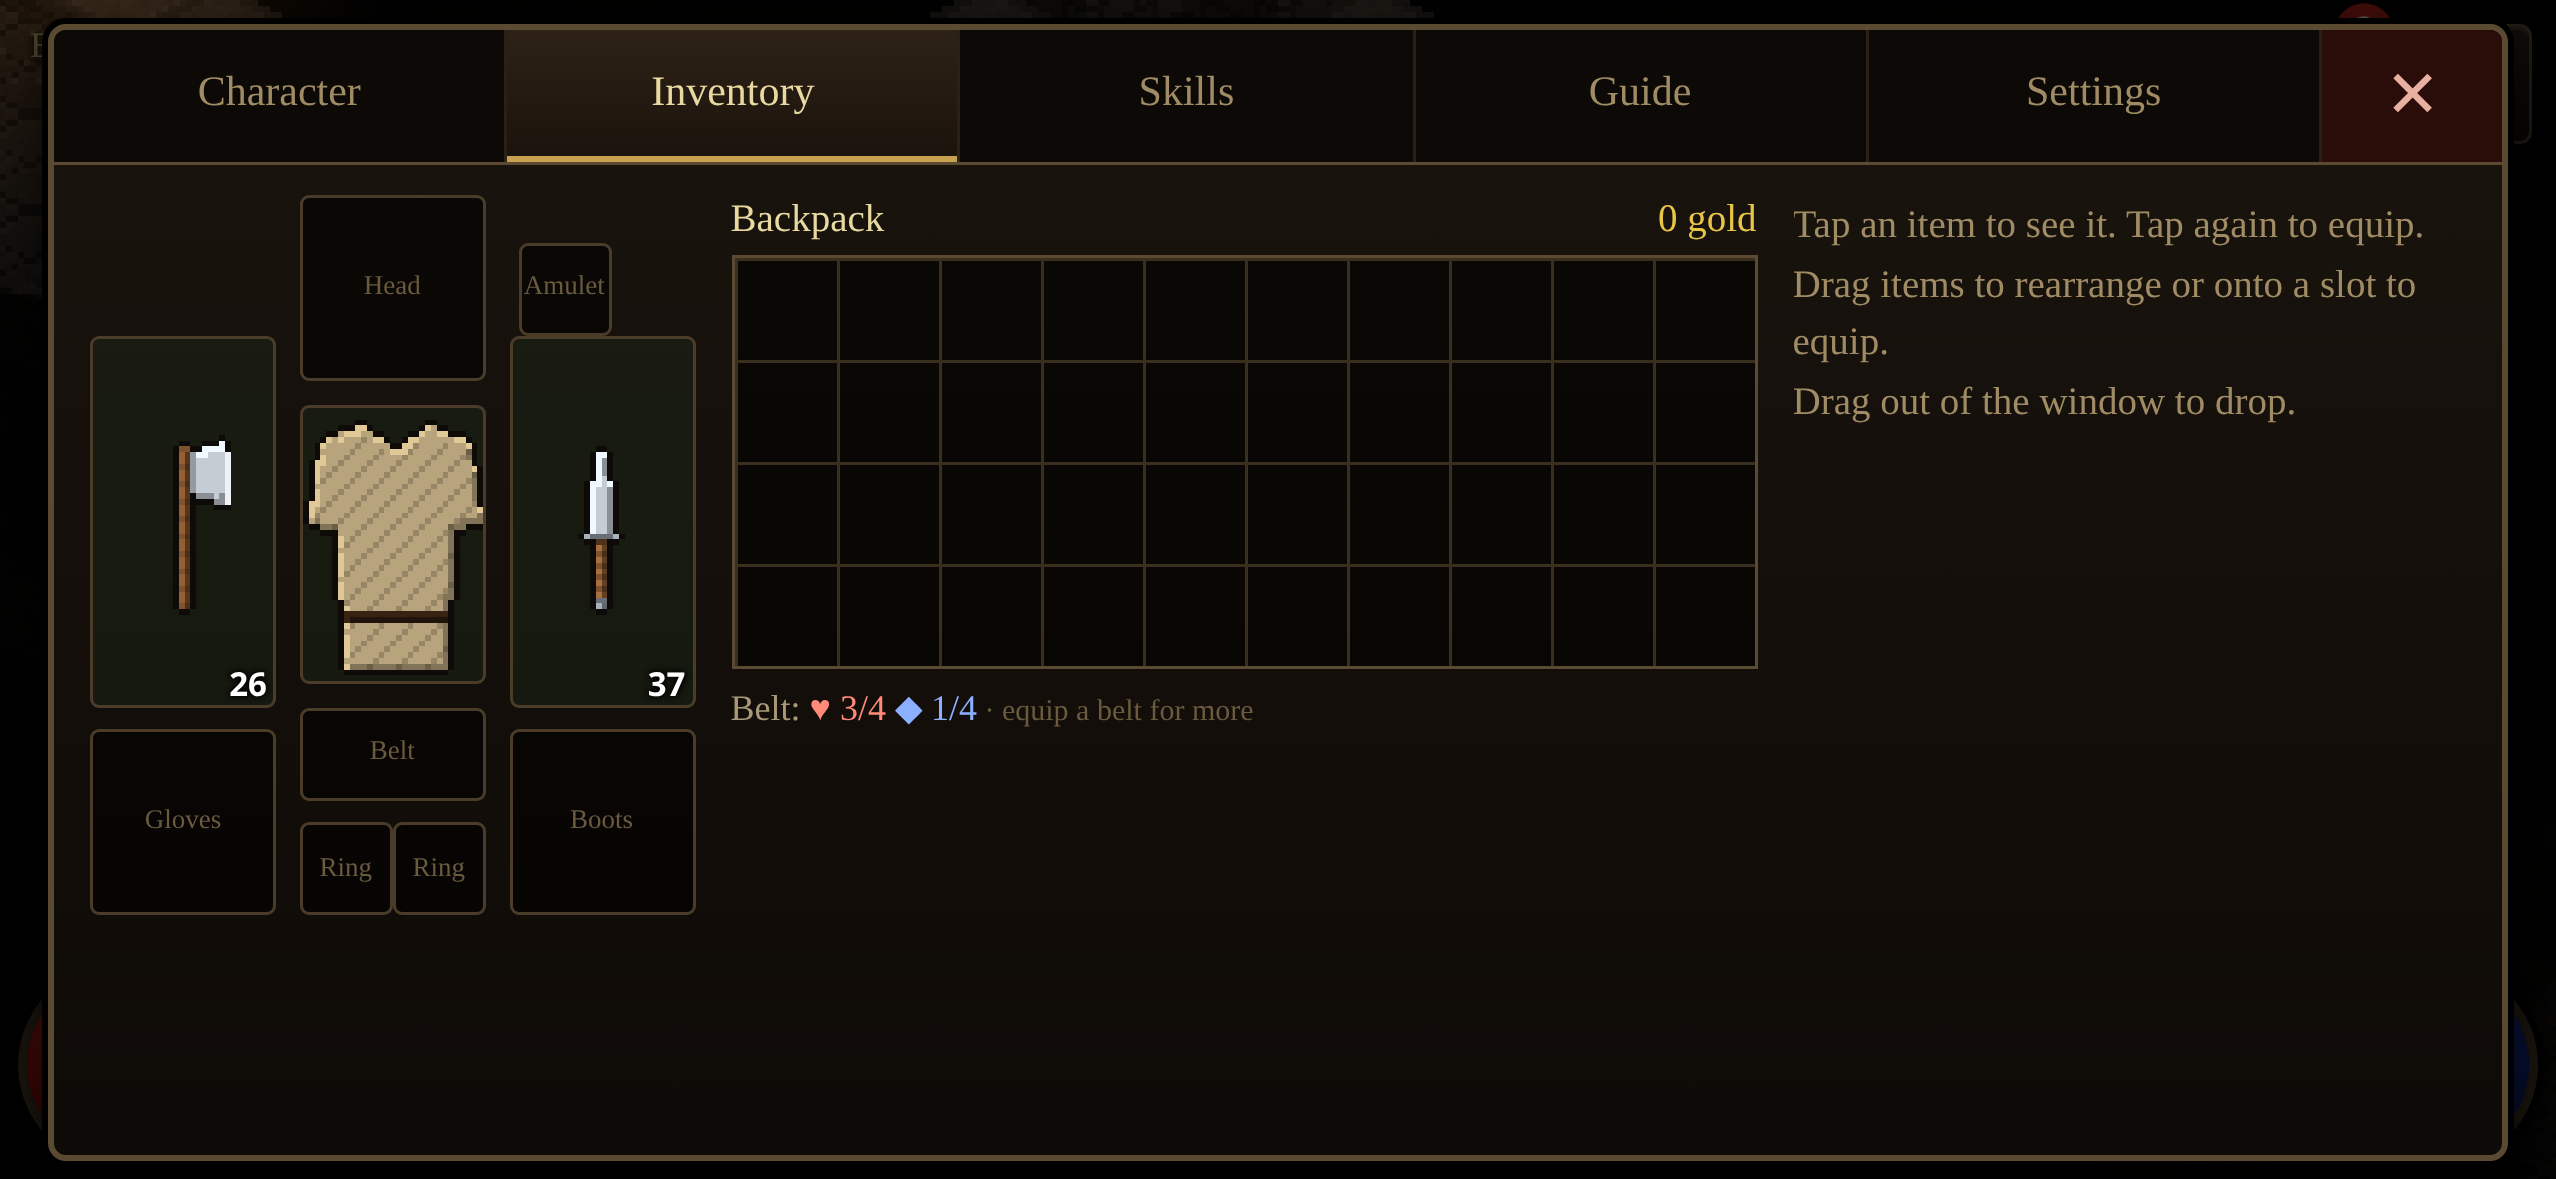 Character
Inventory
Skills
Guide
Settings
✕
Head
Amulet
26
37
Belt
Gloves
Boots
Ring
Ring
Backpack
0 gold
Belt: ♥ 3/4 ◆ 1/4 · equip a belt for more
Tap an item to see it. Tap again to equip.
Drag items to rearrange or onto a slot to
equip.
Drag out of the window to drop.